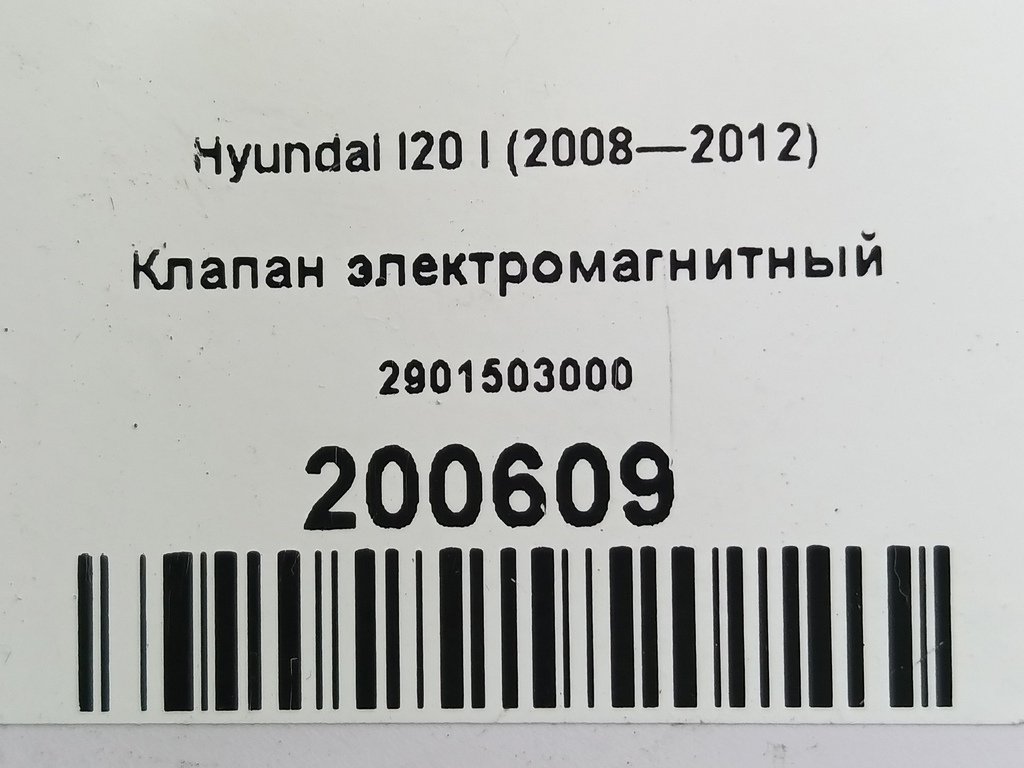 Hyundai I20 I (2008—2012)
Клапан электромагнитный
2901503000
200609